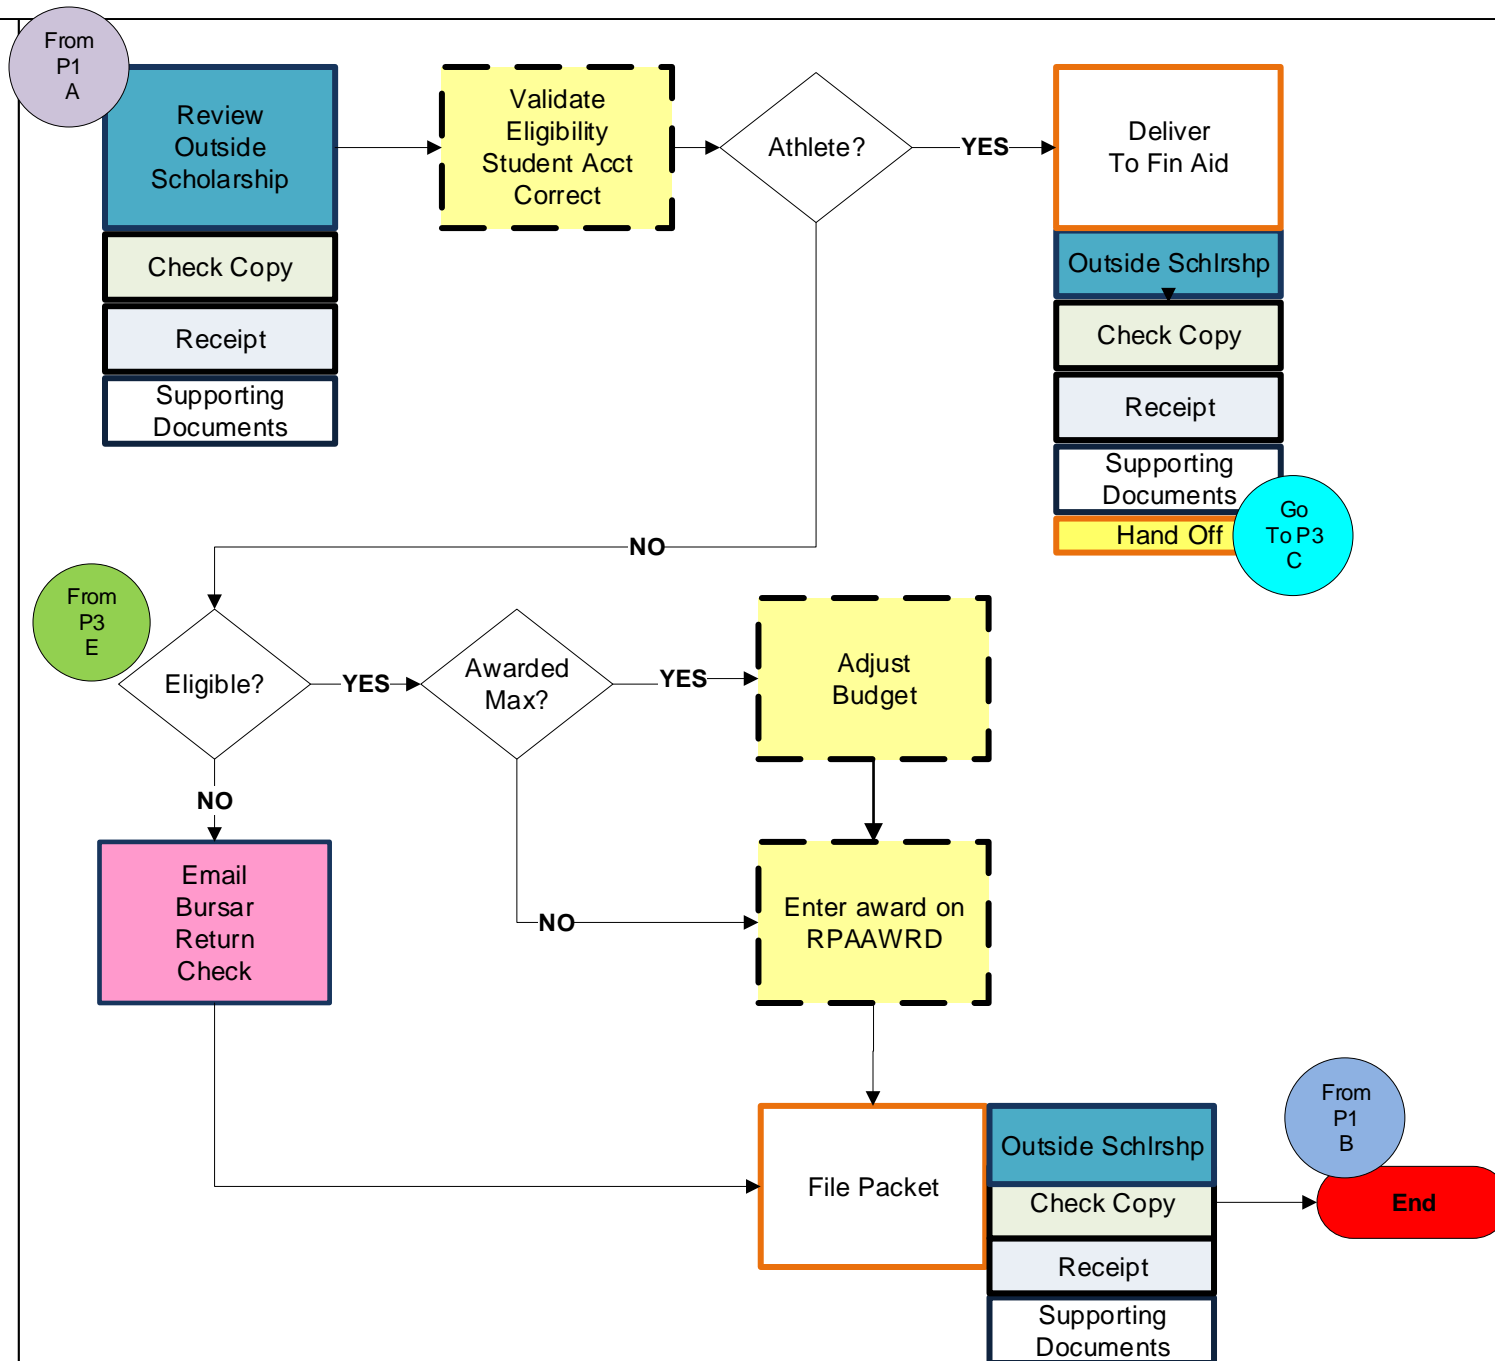 From
P1
A
Review
Outside
Scholarship
Check Copy
Receipt
Supporting
Documents
Validate
Eligibility
Student Acct
Correct
Athlete?
YES
Deliver
To Fin Aid
Outside Schlrshp
Check Copy
Receipt
Supporting
Documents
Hand Off
Go
To P3
C
NO
From
P3
E
Eligible?
YES
Awarded
Max?
YES
Adjust
Budget
NO
Email
Bursar
Return
Check
NO
Enter award on
RPAAWRD
File Packet
Outside Schlrshp
Check Copy
Receipt
Supporting
Documents
From
P1
B
End